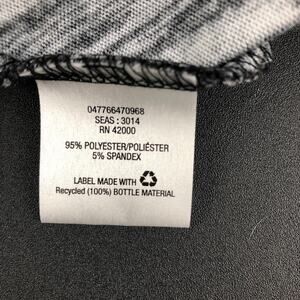 047766470968
SEAS : 3014
RN 42000
95% POLYESTER/POLIÉSTER
5% SPANDEX
LABEL MADE WITH
Recycled (100%) BOTTLE MATERIAL